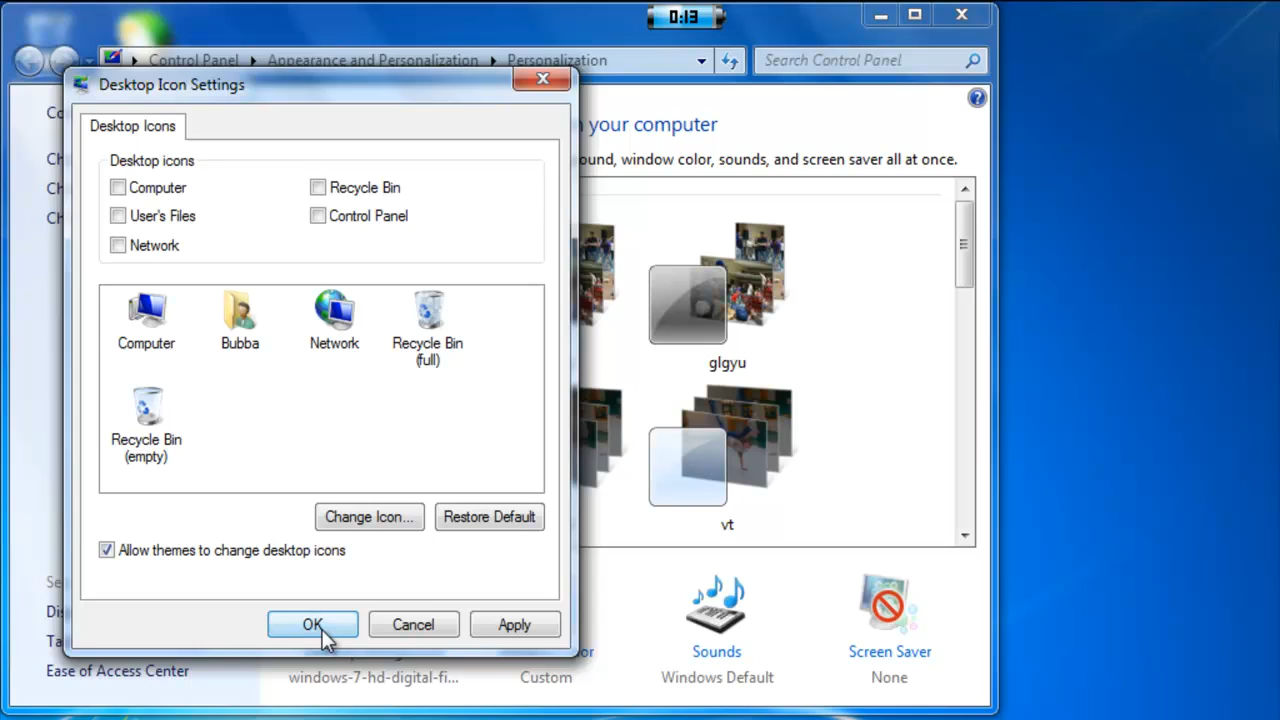 0:13
Control Panel
Appearance and Personalization
Personalization
Search Control Panel
Desktop Icon Settings
Desktop Icons
your computer
ound, window color, sounds, and screen saver all at once.
Desktop icons
Computer
Recycle Bin
User's Files
Control Panel
Network
Computer
Bubba
Network
Recycle Bin
(full)
Recycle Bin
(empty)
glgyu
vt
Change Icon...
Restore Default
Allow themes to change desktop icons
OK
Cancel
Apply
Sounds
Windows Default
Screen Saver
None
Ease of Access Center
windows-7-hd-digital-fi...
Custom